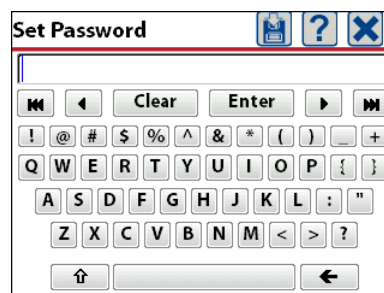 Set Password ?
Clear Enter
! @ # $ % ^ & * ( ) _ +
Q W E R T Y U I O P { }
A S D F G H J K L : "
Z X C V B N M < > ?